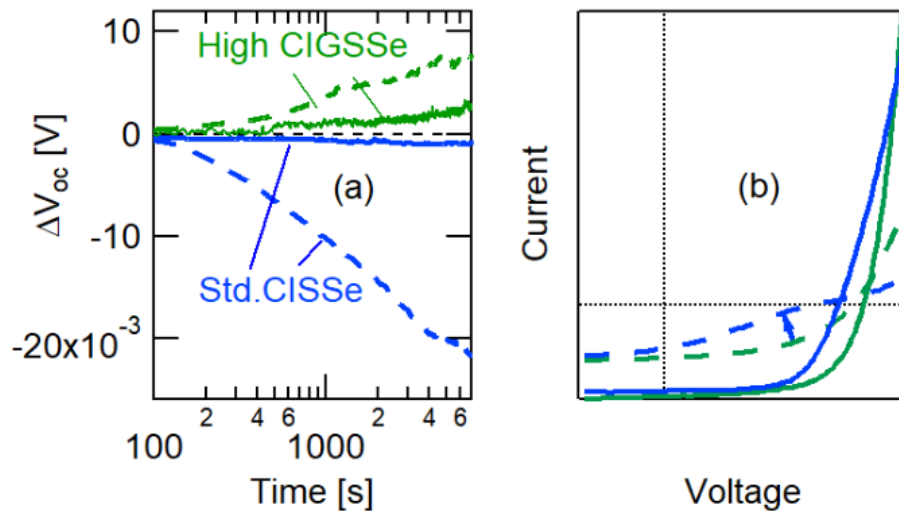 10
0
-10
-20x10⁻³
ΔV_oc [V]
High CIGSSe
(a)
Std.CISSe
2 4 6 2 4 6
100 1000
Time [s]
Current
(b)
Voltage